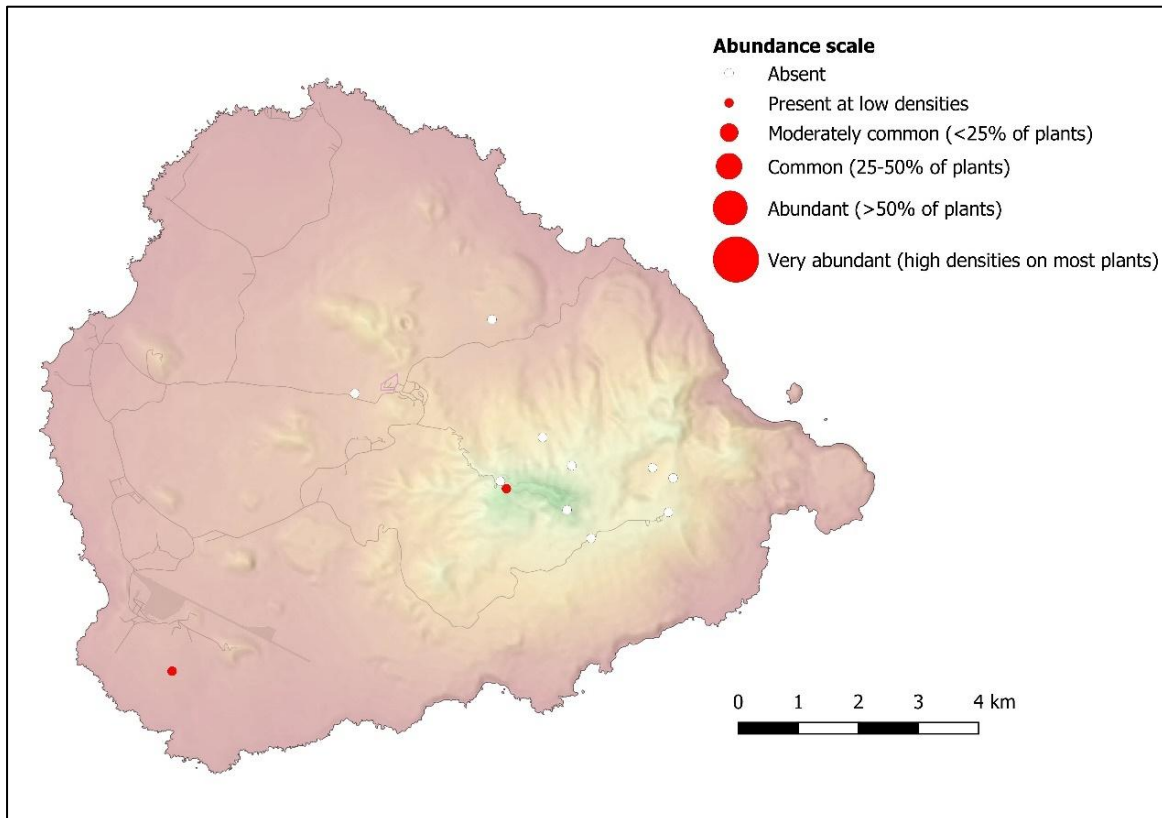 Abundance scale
Absent
Present at low densities
Moderately common (<25% of plants)
Common (25-50% of plants)
Abundant (>50% of plants)
Very abundant (high densities on most plants)
0 1 2 3 4 km